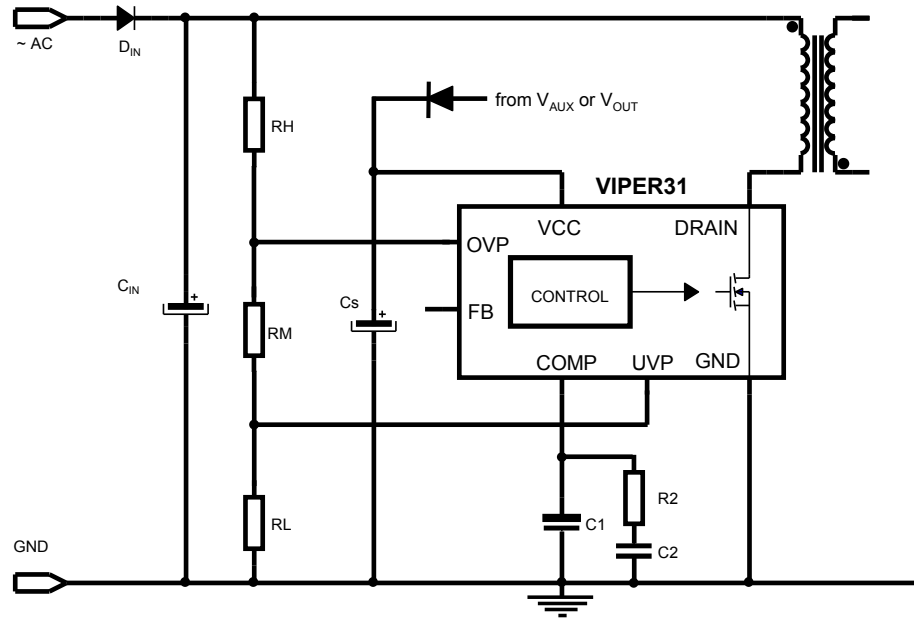 ~ AC
D_IN
RH
from V_AUX or V_OUT
VIPER31
VCC
DRAIN
OVP
C_IN
Cs
+
+
CONTROL
FB
RM
COMP
UVP
GND
R2
RL
C1
C2
GND